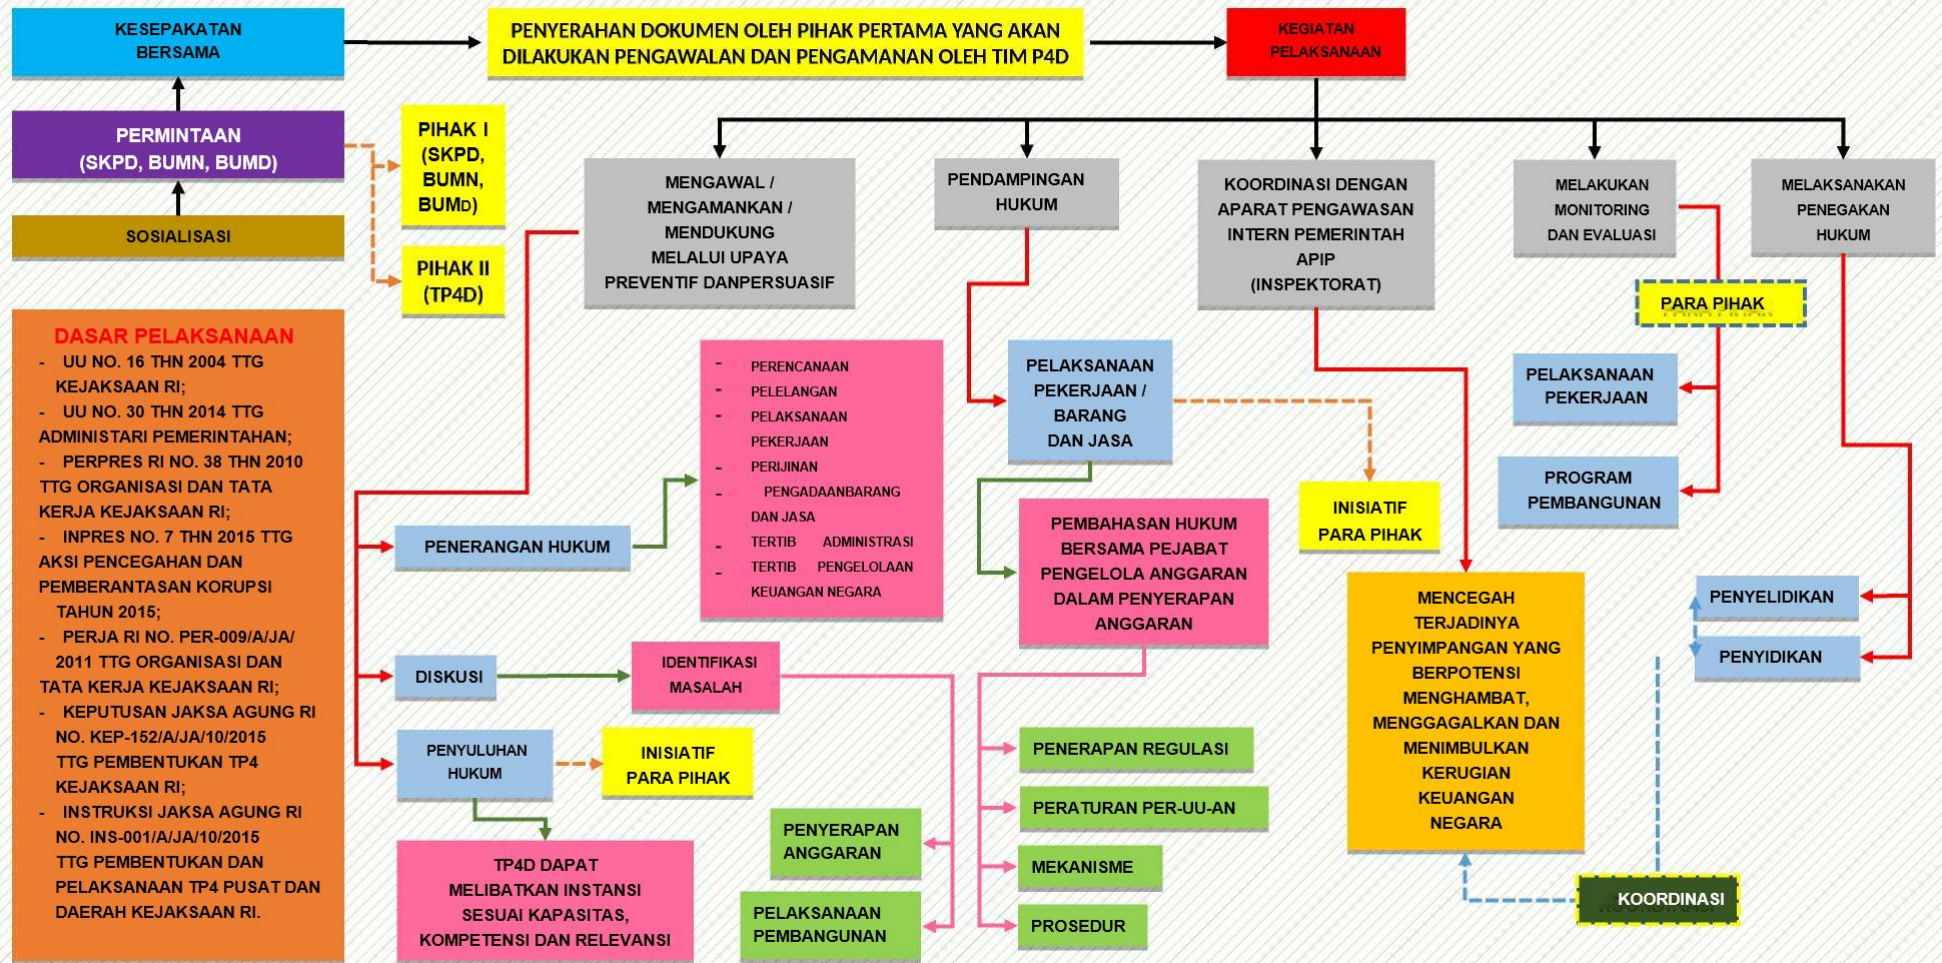 KESEPAKATAN
BERSAMA
PENYERAHAN DOKUMEN OLEH PIHAK PERTAMA YANG AKAN
DILAKUKAN PENGAWALAN DAN PENGAMANAN OLEH TIM P4D
KEGIATAN
PELAKSANAAN
PERMINTAAN
(SKPD, BUMN, BUMD)
PIHAK I
(SKPD,
BUMN,
BUMD)
SOSIALISASI
PIHAK II
(TP4D)
MENGAWAL /
MENGAMANKAN /
MENDUKUNG
MELALUI UPAYA
PREVENTIF DANPERSUASIF
PENDAMPINGAN
HUKUM
KOORDINASI DENGAN
APARAT PENGAWASAN
INTERN PEMERINTAH
APIP
(INSPEKTORAT)
MELAKUKAN
MONITORING
DAN EVALUASI
MELAKSANAKAN
PENEGAKAN
HUKUM
PARA PIHAK
DASAR PELAKSANAAN
- UU NO. 16 THN 2004 TTG
KEJAKSAAN RI;
- UU NO. 30 THN 2014 TTG
ADMINISTARI PEMERINTAHAN;
- PERPRES RI NO. 38 THN 2010
TTG ORGANISASI DAN TATA
KERJA KEJAKSAAN RI;
- INPRES NO. 7 THN 2015 TTG
AKSI PENCEGAHAN DAN
PEMBERANTASAN KORUPSI
TAHUN 2015;
- PERJA RI NO. PER-009/A/JA/
2011 TTG ORGANISASI DAN
TATA KERJA KEJAKSAAN RI;
- KEPUTUSAN JAKSA AGUNG RI
NO. KEP-152/A/JA/10/2015
TTG PEMBENTUKAN TP4
KEJAKSAAN RI;
- INSTRUKSI JAKSA AGUNG RI
NO. INS-001/A/JA/10/2015
TTG PEMBENTUKAN DAN
PELAKSANAAN TP4 PUSAT DAN
DAERAH KEJAKSAAN RI.
PENERANGAN HUKUM
- PERENCANAAN
- PELELANGAN
- PELAKSANAAN
PEKERJAAN
- PERIJINAN
- PENGADAANBARANG
DAN JASA
- TERTIB ADMINISTRASI
- TERTIB PENGELOLAAN
KEUANGAN NEGARA
DISKUSI
IDENTIFIKASI
MASALAH
PENYULUHAN
HUKUM
INISIATIF
PARA PIHAK
TP4D DAPAT
MELIBATKAN INSTANSI
SESUAI KAPASITAS,
KOMPETENSI DAN RELEVANSI
PENYERAPAN
ANGGARAN
PELAKSANAAN
PEMBANGUNAN
PELAKSANAAN
PEKERJAAN /
BARANG
DAN JASA
INISIATIF
PARA PIHAK
PEMBAHASAN HUKUM
BERSAMA PEJABAT
PENGELOLA ANGGARAN
DALAM PENYERAPAN
ANGGARAN
PENERAPAN REGULASI
PERATURAN PER-UU-AN
MEKANISME
PROSEDUR
MENCEGAH
TERJADINYA
PENYIMPANGAN YANG
BERPOTENSI
MENGHAMBAT,
MENGGAGALKAN DAN
MENIMBULKAN
KERUGIAN
KEUANGAN
NEGARA
PELAKSANAAN
PEKERJAAN
PROGRAM
PEMBANGUNAN
PENYELIDIKAN
PENYIDIKAN
KOORDINASI